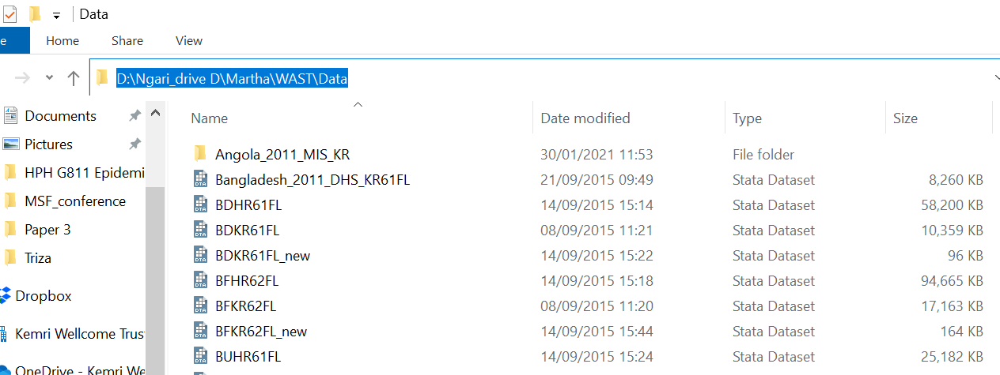 Data
e Home Share View
D:\Ngari_drive D\Martha\WAST\Data
Name Date modified Type Size
Documents
Pictures
HPH G811 Epidemi
MSF_conference
Paper 3
Triza
Dropbox
Kemri Wellcome Trus
OneDrive - Kemri We
Angola_2011_MIS_KR 30/01/2021 11:53 File folder
Bangladesh_2011_DHS_KR61FL 21/09/2015 09:49 Stata Dataset 8,260 KB
BDHR61FL 14/09/2015 15:14 Stata Dataset 58,200 KB
BDKR61FL 08/09/2015 11:21 Stata Dataset 10,359 KB
BDKR61FL_new 14/09/2015 15:22 Stata Dataset 96 KB
BFHR62FL 14/09/2015 15:18 Stata Dataset 94,665 KB
BFKR62FL 08/09/2015 11:20 Stata Dataset 17,163 KB
BFKR62FL_new 14/09/2015 15:44 Stata Dataset 164 KB
BUHR61FL 14/09/2015 15:24 Stata Dataset 25,182 KB